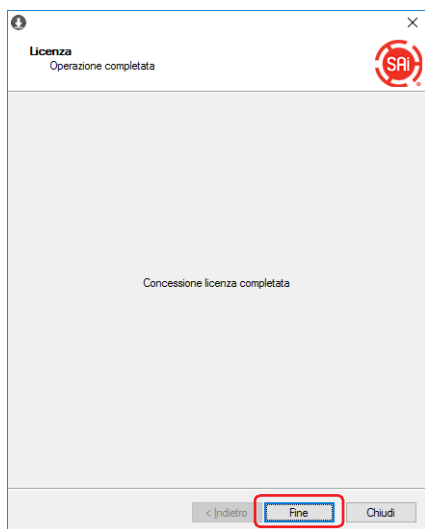 Licenza
Operazione completata
SAi
Concessione licenza completata
< Indietro
Fine
Chiudi